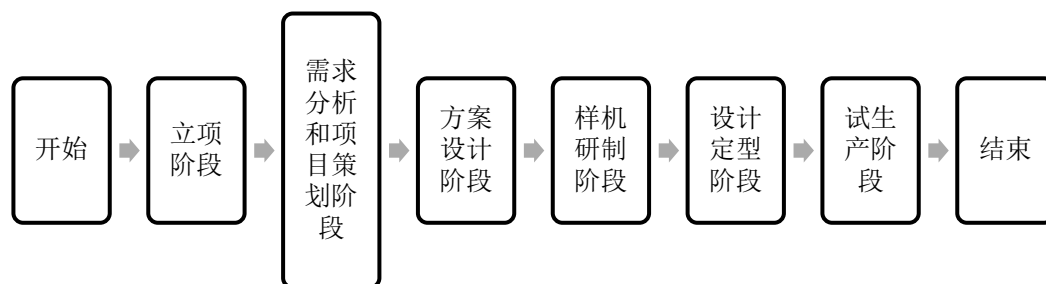 开始
立项
阶段
需求
分析
和项
目策
划阶
段
方案
设计
阶段
样机
研制
阶段
设计
定型
阶段
试生
产阶
段
结束